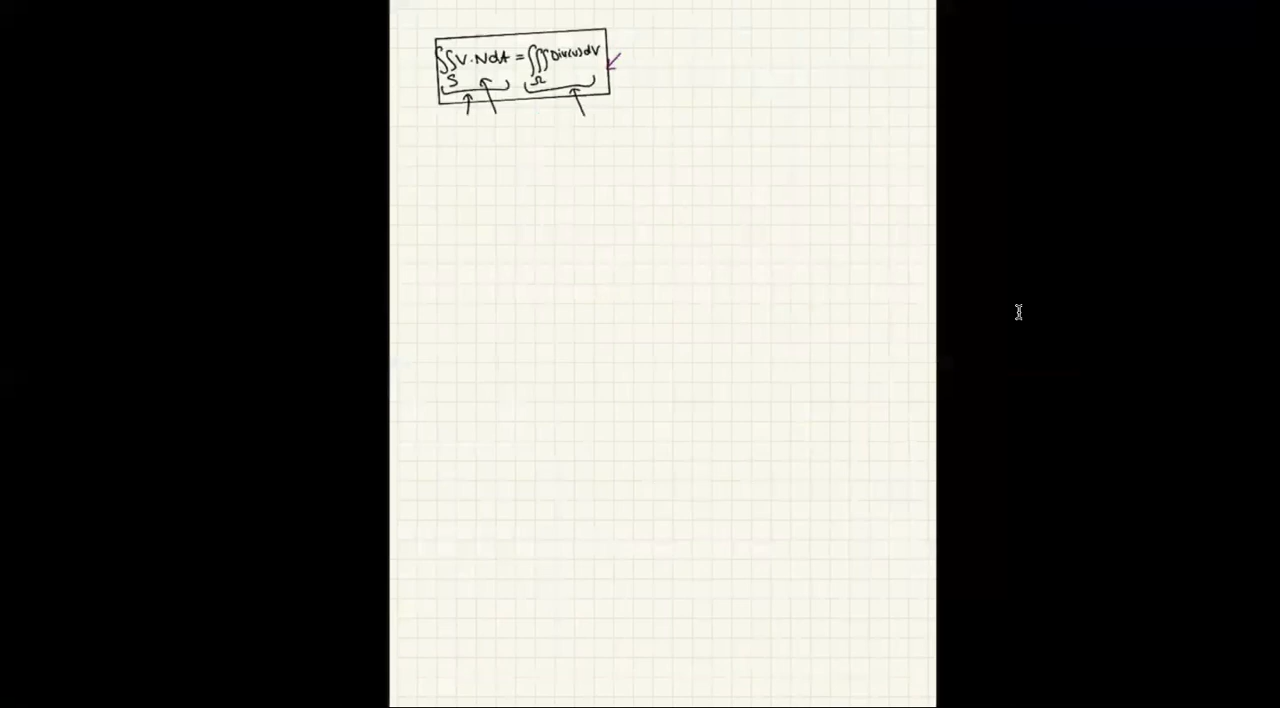 ∬V·NdA = ∭Div(V)dV
S Ω